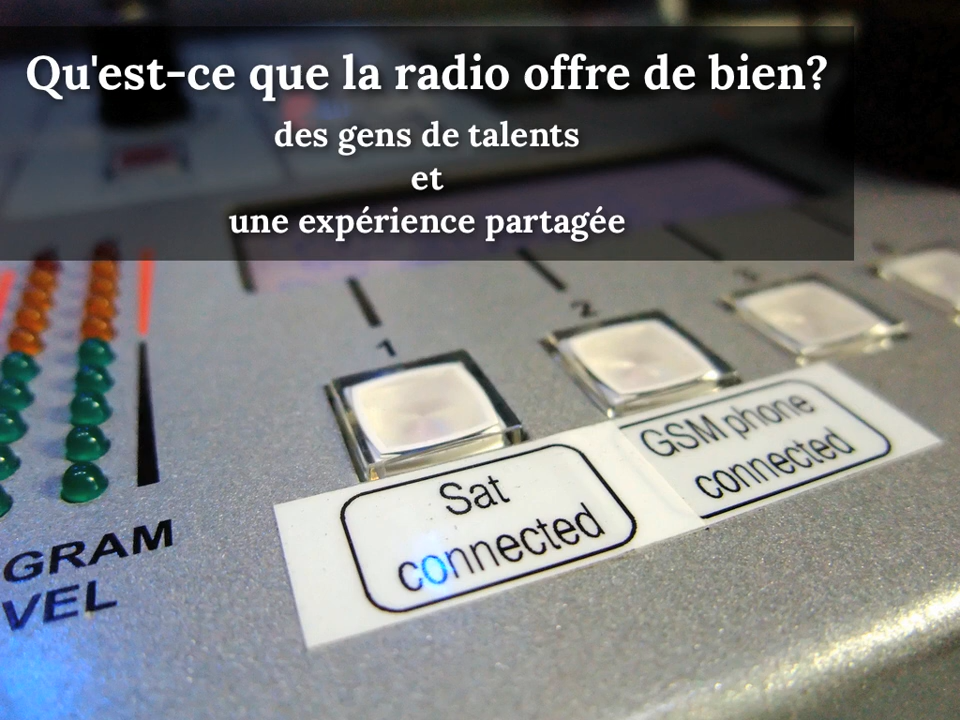 Qu'est-ce que la radio offre de bien?
des gens de talents
et
une expérience partagée
1
2
3
Sat
connected
GSM phone
connected
GRAM
VEL